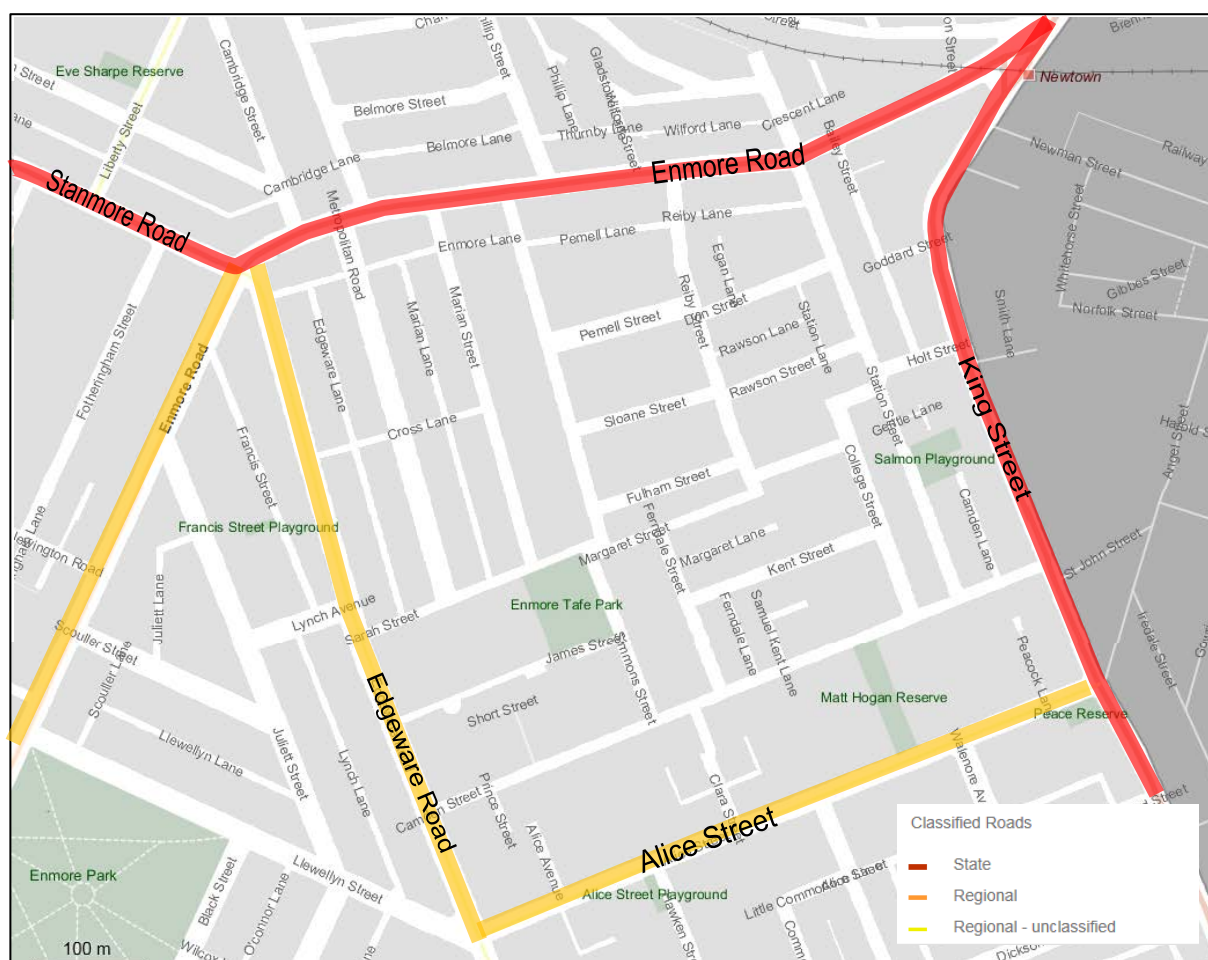 Street
Brenn
Eve Sharpe Reserve
n Street
Liberty Street
Cambridge Street
Belmore Street
Phillip Lane
Newtown
Crescent Lane
Belmore Lane
Thurnby Lane
Wilford Lane
Bailey Street
Enmore Road
Cambridge Lane
Newman Street
Railway
Stanmore Road
Metropolitan Road
Reiby Lane
Enmore Lane
Pemell Lane
Egan Lane
Goddard Street
Whitehorse Street
Gibbes Street
Norfolk Street
Smith Lane
Fotheringham Street
Enmore Road
Edgeware Lane
Marian Lane
Marian Street
Pemell Street
Reiby Street
Station Lane
Rawson Lane
Holt Street
Rawson Street
Station Street
King Street
Cross Lane
Sloane Street
Gentle Lane
Francis Street
College Street
Salmon Playground
Angel Street
Harold S
Fulham Street
Camden Lane
Francis Street Playground
Margaret Street
Margaret Lane
Ferndale Street
Kent Street
St John Street
Juliett Lane
Lynch Avenue
Sarah Street
Enmore Tafe Park
Ferndale Lane
Samuel Kent Lane
Iredale Street
Scouller Street
Scouller Lane
James Street
Peacock Lane
Edgeware Road
Short Street
Matt Hogan Reserve
Peace Reserve
Llewellyn Lane
Juliett Street
Lynch Lane
Prince Street
Camden Street
Alice Avenue
Alice Street
Enmore Park
Llewellyn Street
Black Street
O'Connor Lane
Alice Street Playground
100 m
Classified Roads
State
Regional
Regional - unclassified